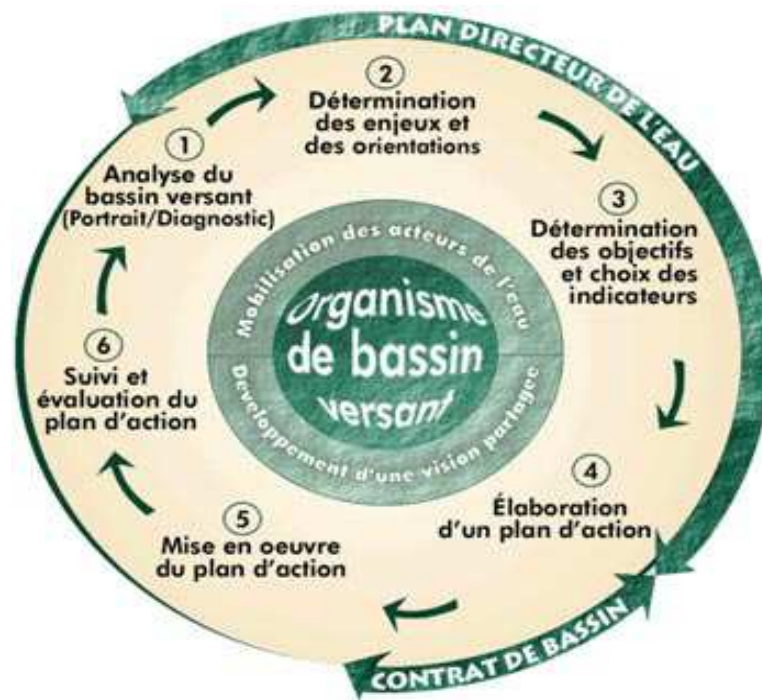 PLAN DIRECTEUR DE L'EAU
1
Analyse du
bassin versant
(Portrait/Diagnostic)
2
Détermination
des enjeux et
des orientations
3
Détermination
des objectifs
et choix des
indicateurs
4
Élaboration
d'un plan d'action
5
Mise en oeuvre
du plan d'action
6
Suivi et
évaluation du
plan d'action
Mobilisation des acteurs de l'eau
Organisme
de bassin
versant
Développement d'une vision partagée
CONTRAT DE BASSIN